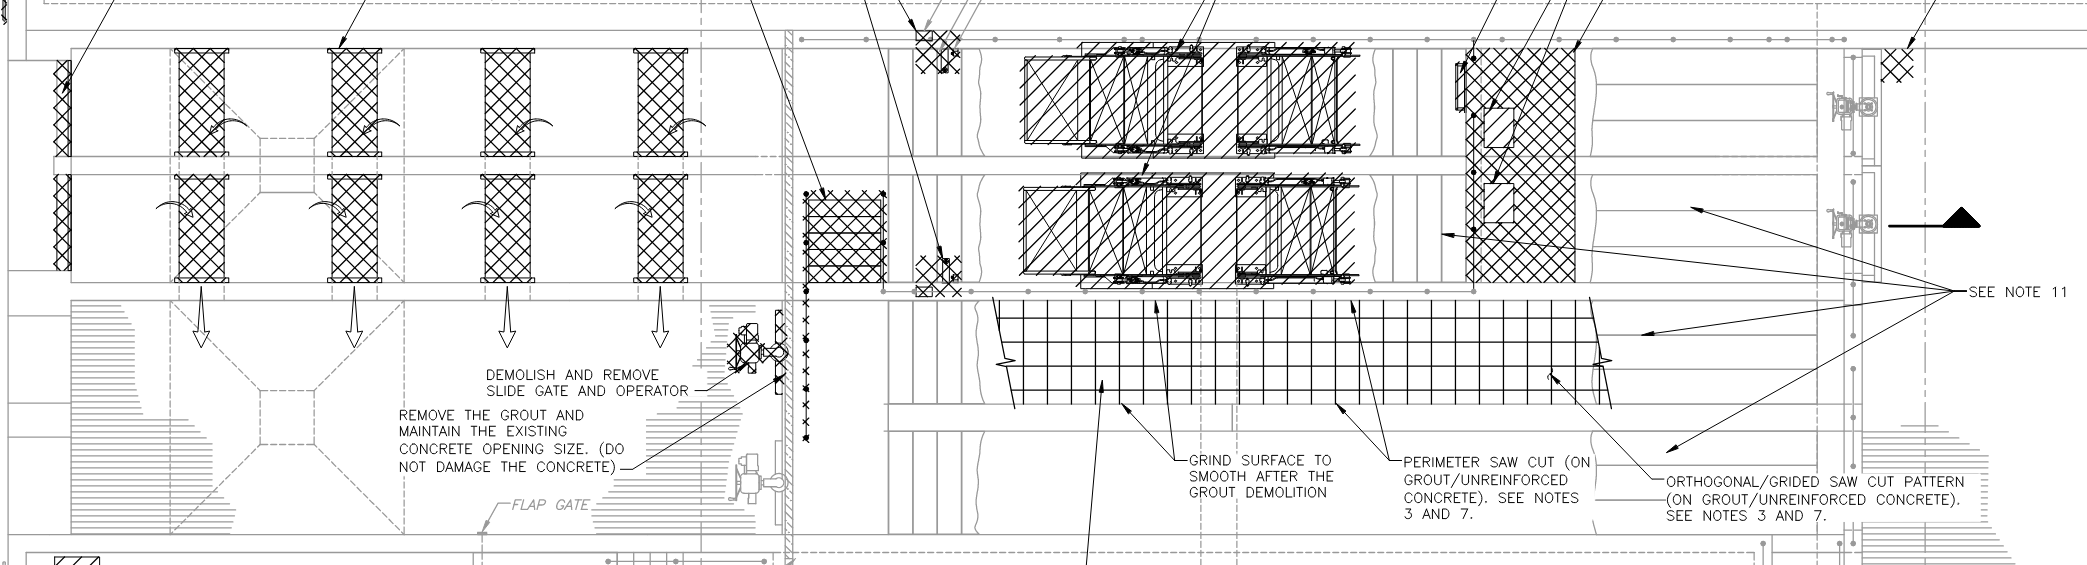 SEE NOTE 11
DEMOLISH AND REMOVE
SLIDE GATE AND OPERATOR
REMOVE THE GROUT AND
MAINTAIN THE EXISTING
CONCRETE OPENING SIZE. (DO
NOT DAMAGE THE CONCRETE)
FLAP GATE
GRIND SURFACE TO
SMOOTH AFTER THE
GROUT DEMOLITION
PERIMETER SAW CUT (ON
GROUT/UNREINFORCED
CONCRETE). SEE NOTES
3 AND 7.
ORTHOGONAL/GRIDED SAW CUT PATTERN
(ON GROUT/UNREINFORCED CONCRETE).
SEE NOTES 3 AND 7.